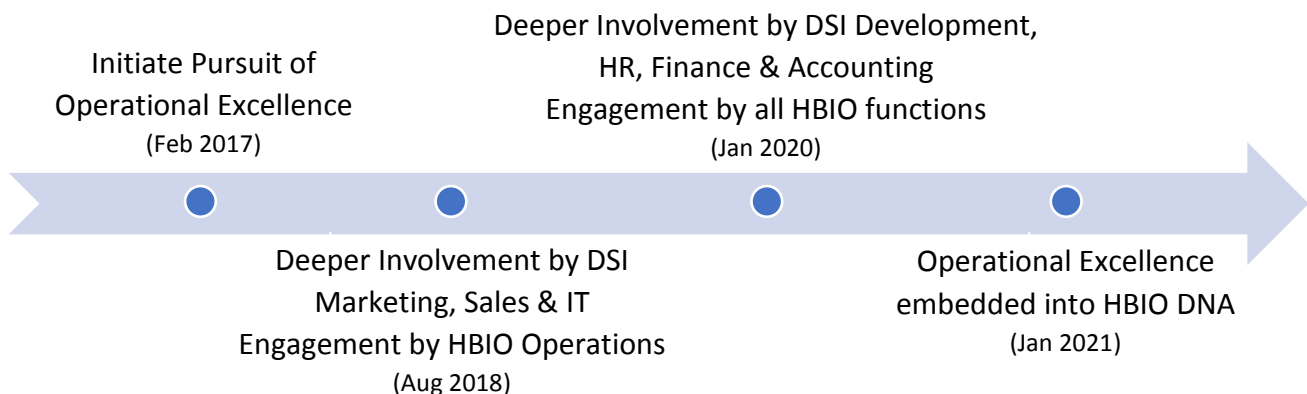 Initiate Pursuit of
Operational Excellence
(Feb 2017)
Deeper Involvement by DSI
Marketing, Sales & IT
Engagement by HBIO Operations
(Aug 2018)
Deeper Involvement by DSI Development,
HR, Finance & Accounting
Engagement by all HBIO functions
(Jan 2020)
Operational Excellence
embedded into HBIO DNA
(Jan 2021)